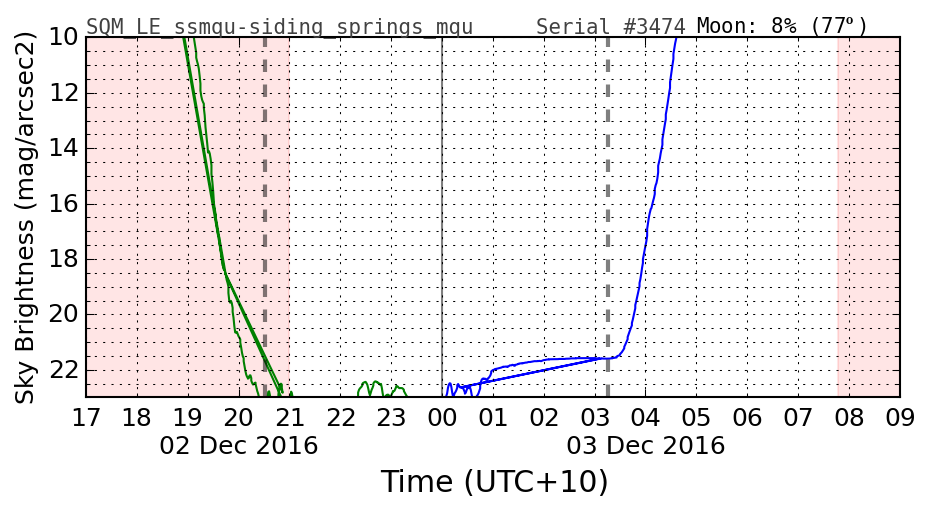 SQM_LE_ssmqu-siding_springs_mqu Serial #3474 Moon: 8% (77°)
Sky Brightness (mag/arcsec2)
10
12
14
16
18
20
22
17 18 19 20 21 22 23 00 01 02 03 04 05 06 07 08 09
02 Dec 2016 03 Dec 2016
Time (UTC+10)